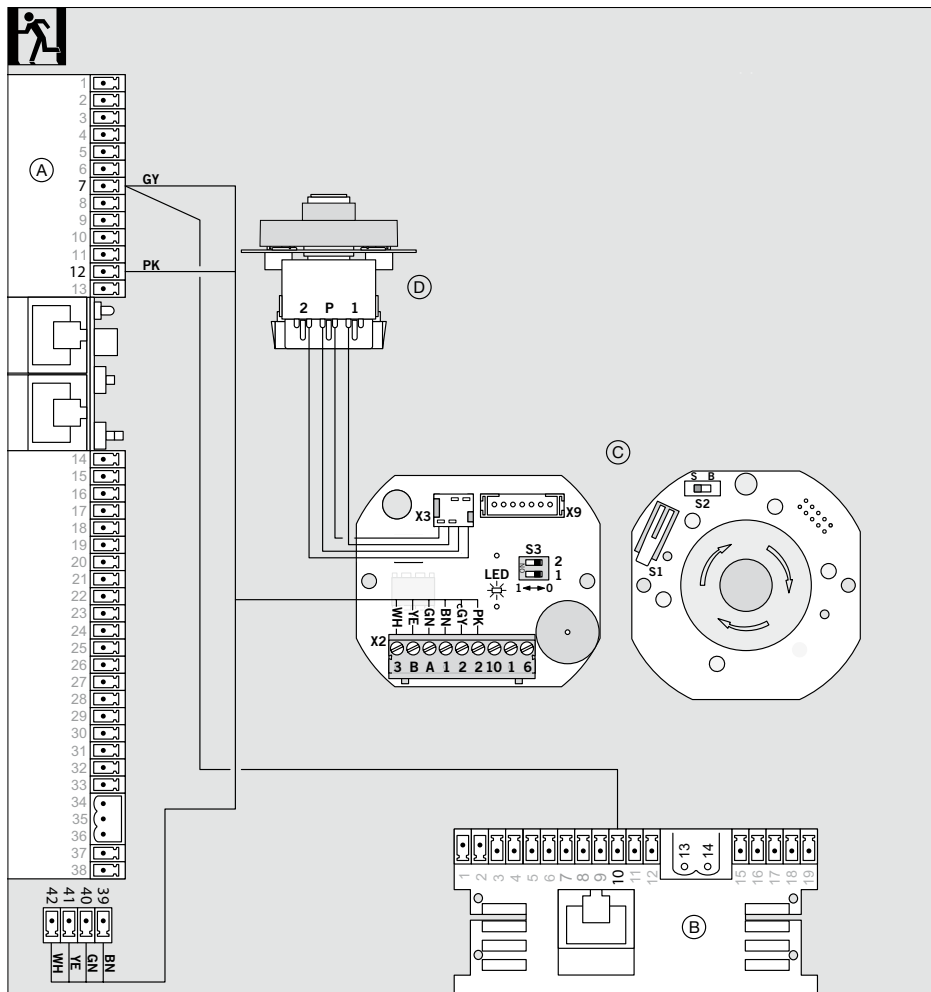 A
1
2
3
4
5
6
7 GY
8
9
10
11
12 PK
13
14
15
16
17
18
19
20
21
22
23
24
25
26
27
28
29
30
31
32
33
34
35
36
37
38
42 41 40 39
WH YE GN BN
D
2 P 1
C
X3
X9
S3
ON
2
1
1 0
LED
WH YE GN BN GY PK
X2
3 B A 1 2 2 10 1 6
S B
S2
S1
13 14
1 2 3 4 5 6 7 8 9 10 11 12 15 16 17 18 19
B